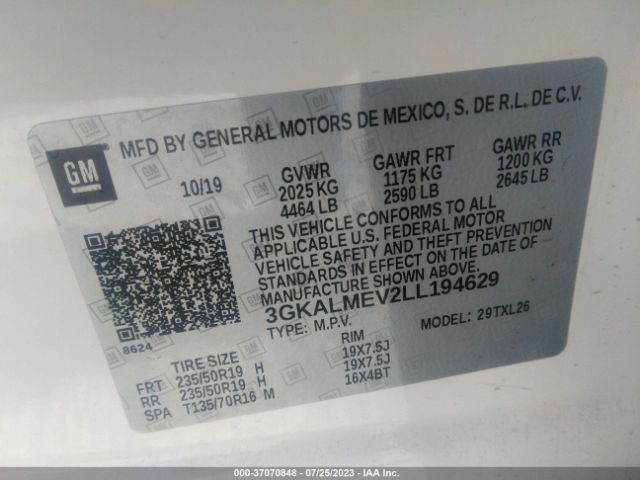 GM
MFD BY GENERAL MOTORS DE MEXICO, S. DE R.L. DE C.V.
10/19 GVWR GAWR FRT GAWR RR
2025 KG 1175 KG 1200 KG
4464 LB 2590 LB 2645 LB
THIS VEHICLE CONFORMS TO ALL
APPLICABLE U.S. FEDERAL MOTOR
VEHICLE SAFETY AND THEFT PREVENTION
STANDARDS IN EFFECT ON THE DATE OF
MANUFACTURE SHOWN ABOVE.
3GKALMEV2LL194629
TYPE: M.P.V. MODEL: 29TXL26
8624
TIRE SIZE RIM
FRT 235/50R19 H 19X7.5J
RR 235/50R19 H 19X7.5J
SPA T135/70R16 M 16X4BT
000-37070848 - 07/25/2023 - IAA Inc.